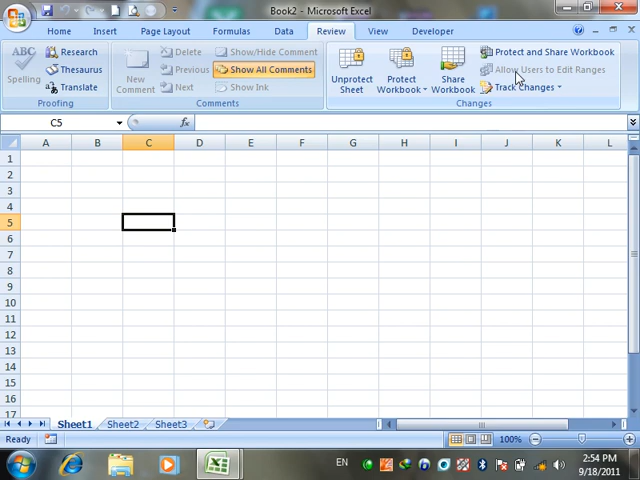 Book2 - Microsoft Excel
Home Insert Page Layout Formulas Data Review View Developer
ABC
Spelling
Research
Thesaurus
Translate
Proofing
New
Comment
Delete
Previous
Next
Show/Hide Comment
Show All Comments
Show Ink
Comments
Unprotect
Sheet
Protect
Workbook
Share
Workbook
Protect and Share Workbook
Allow Users to Edit Ranges
Track Changes
Changes
C5 fx
A B C D E F G H I J K L
1
2
3
4
5
6
7
8
9
10
11
12
13
14
15
16
17
Sheet1 Sheet2 Sheet3
Ready 100%
EN 2:54 PM
9/18/2011